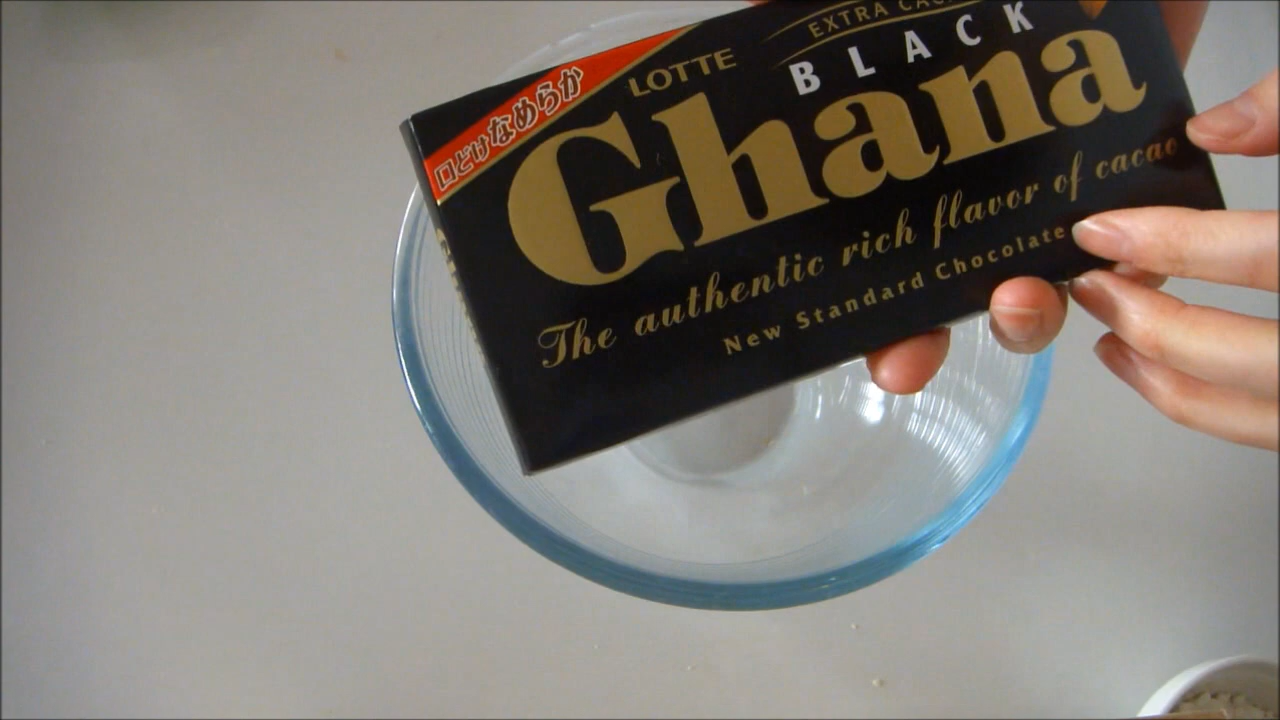 口どけなめらか
LOTTE
EXTRA
BLACK
Ghana
The authentic rich flavor of cacao
New Standard Chocolate